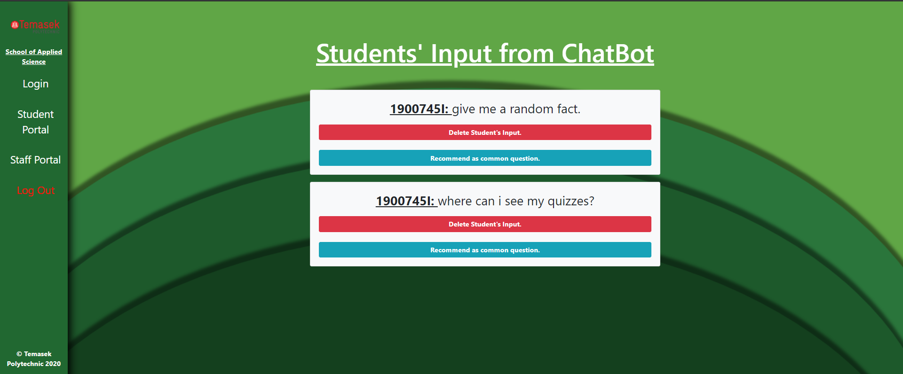 Temasek
School of Applied
Science
Login
Student
Portal
Staff Portal
Log Out
© Temasek
Polytechnic 2020
Students' Input from ChatBot
1900745I: give me a random fact.
Delete Student's Input.
Recommend as common question.
1900745I: where can i see my quizzes?
Delete Student's Input.
Recommend as common question.